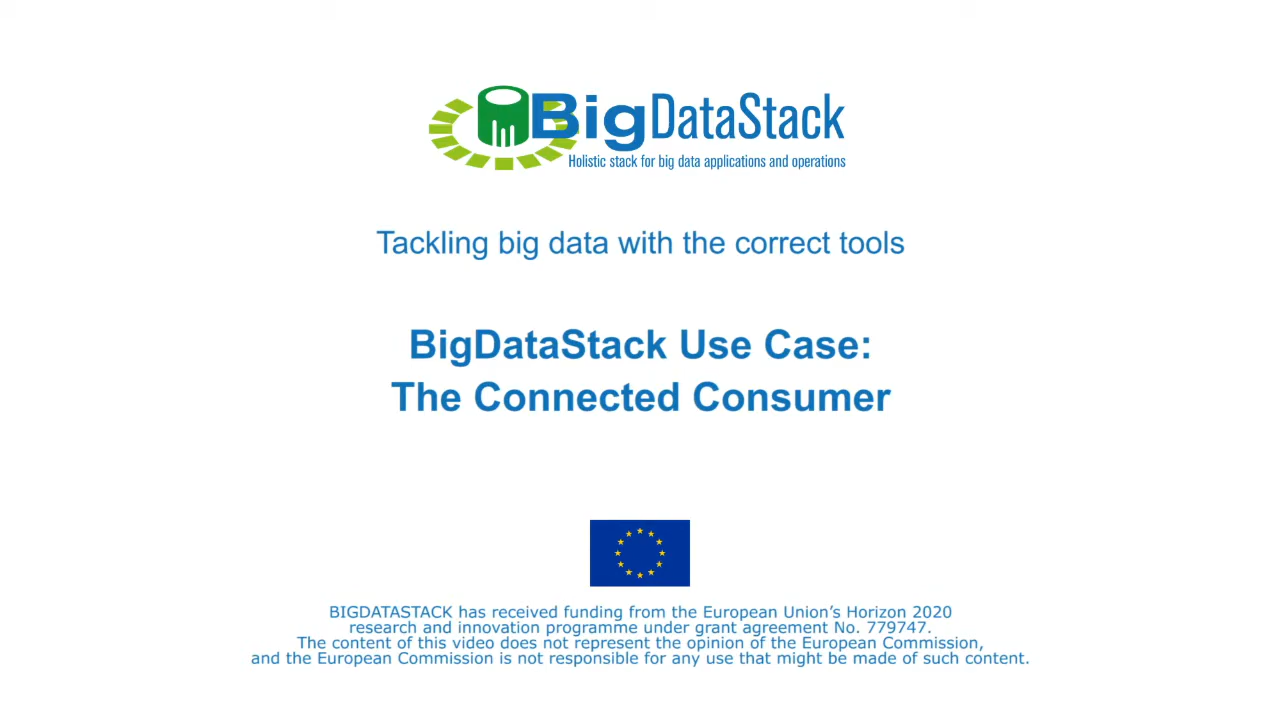 BigDataStack
Holistic stack for big data applications and operations
Tackling big data with the correct tools
BigDataStack Use Case:
The Connected Consumer
BIGDATASTACK has received funding from the European Union’s Horizon 2020
research and innovation programme under grant agreement No. 779747.
The content of this video does not represent the opinion of the European Commission,
and the European Commission is not responsible for any use that might be made of such content.